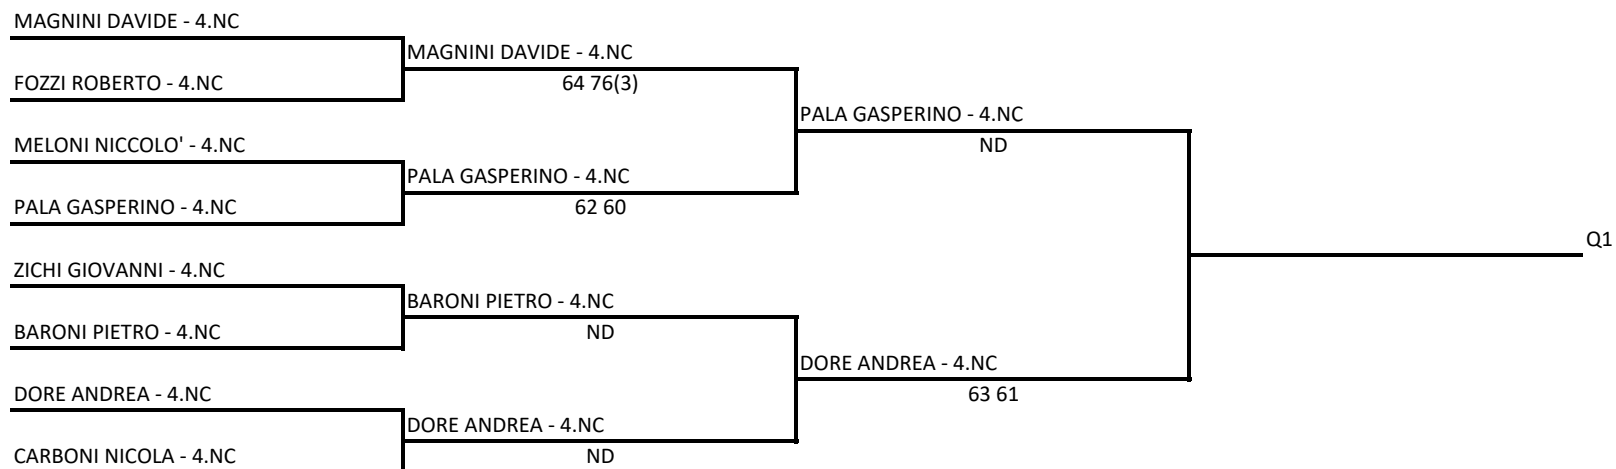 MAGNINI DAVIDE - 4.NC
MAGNINI DAVIDE - 4.NC
FOZZI ROBERTO - 4.NC
64 76(3)
PALA GASPERINO - 4.NC
MELONI NICCOLO' - 4.NC
ND
PALA GASPERINO - 4.NC
PALA GASPERINO - 4.NC
62 60
Q1
ZICHI GIOVANNI - 4.NC
BARONI PIETRO - 4.NC
BARONI PIETRO - 4.NC
ND
DORE ANDREA - 4.NC
DORE ANDREA - 4.NC
63 61
DORE ANDREA - 4.NC
CARBONI NICOLA - 4.NC
ND